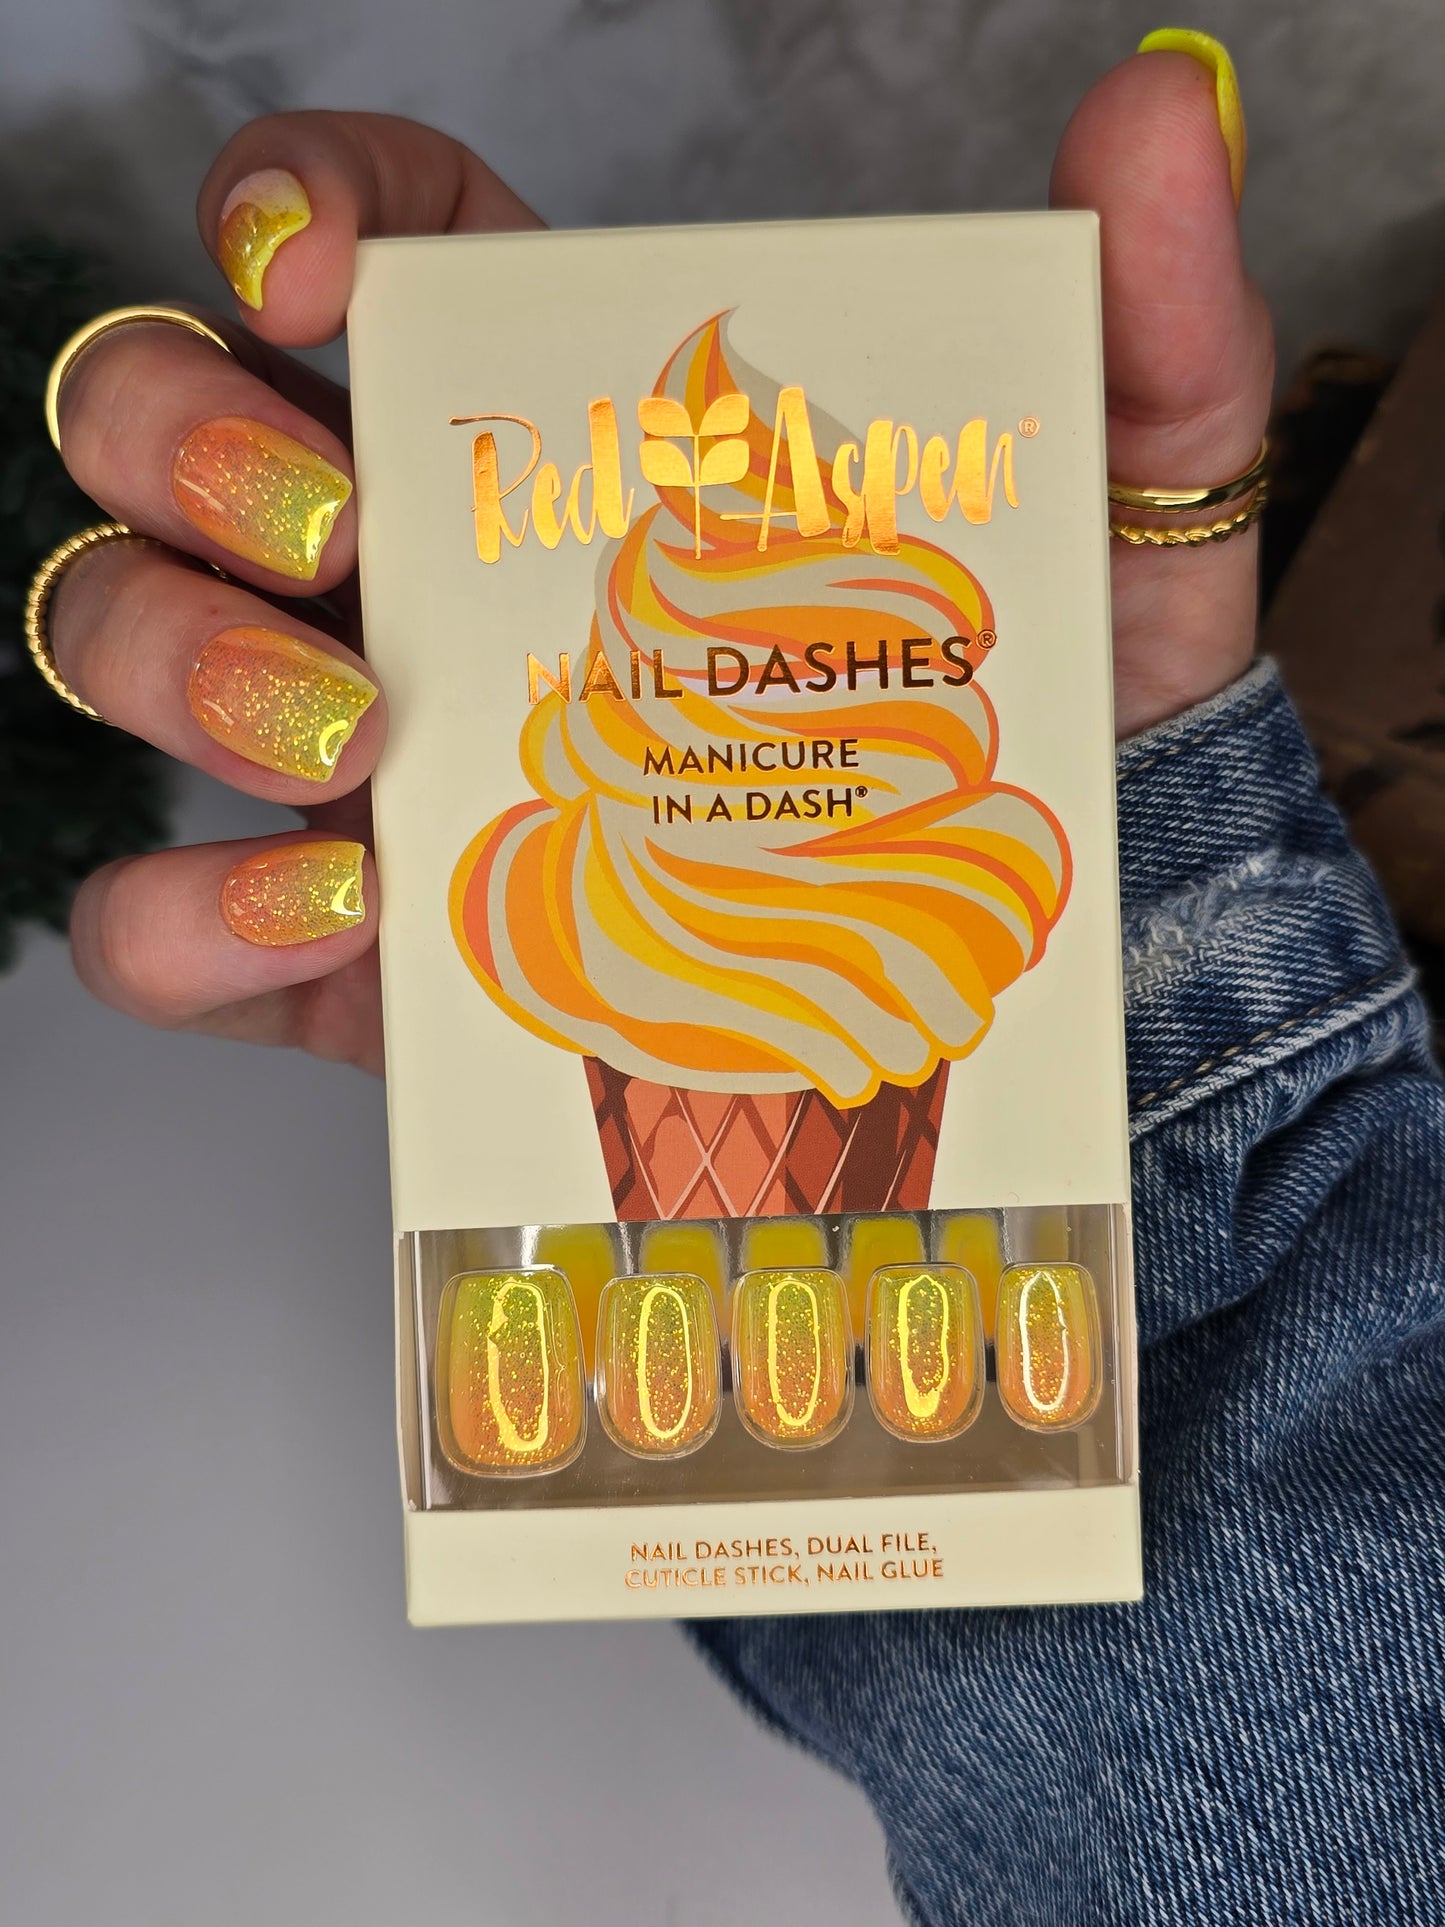 Red Aspen®
NAIL DASHES®
MANICURE
IN A DASH®
NAIL DASHES, DUAL FILE,
CUTICLE STICK, NAIL GLUE